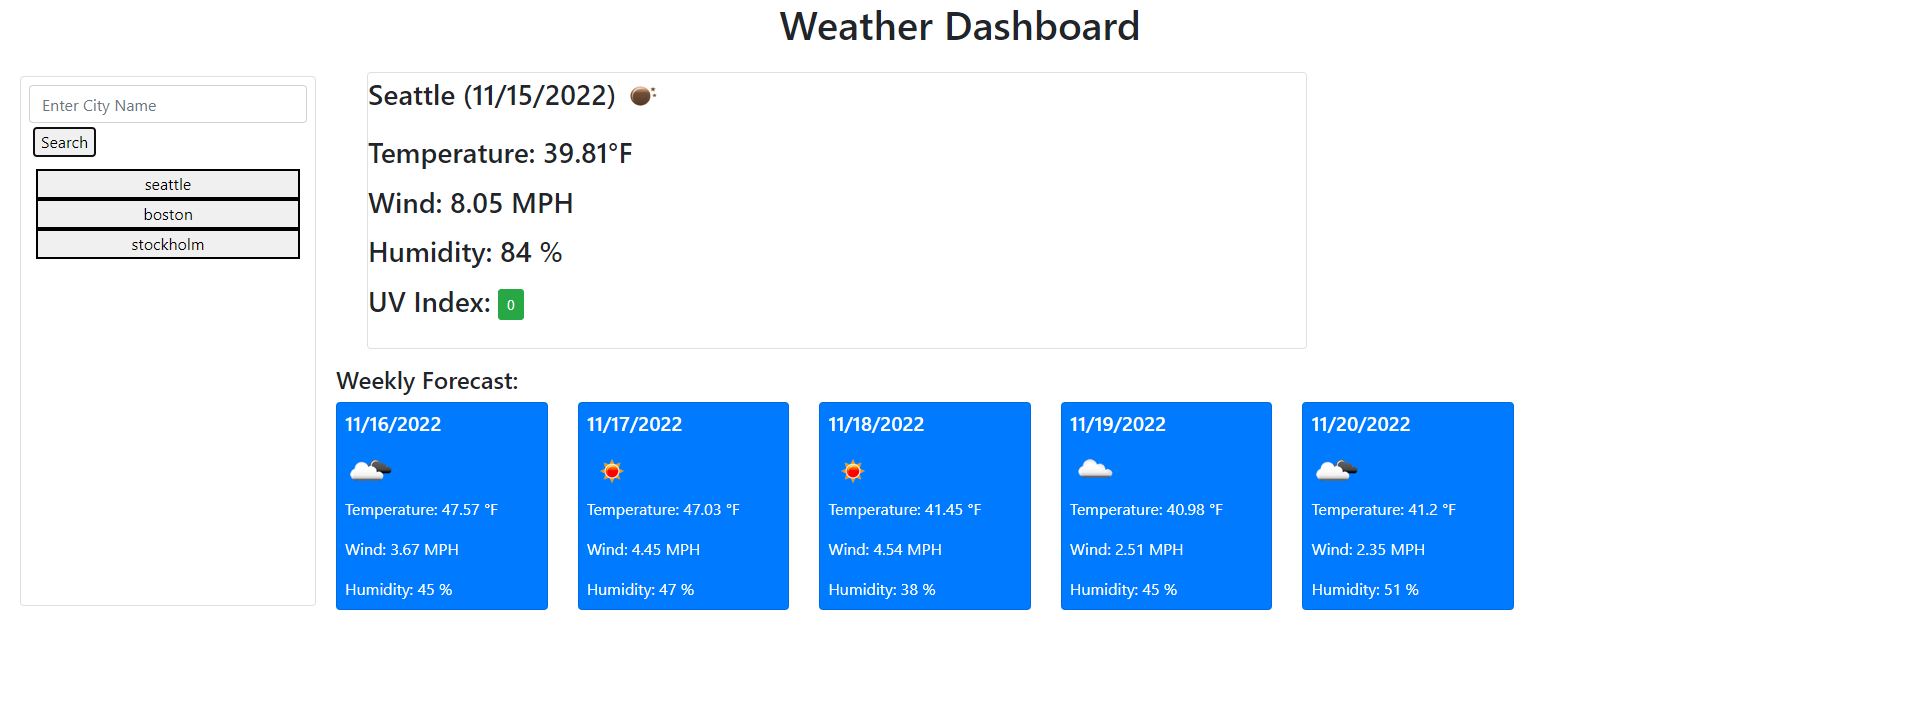 Weather Dashboard
Enter City Name
Search
seattle
boston
stockholm
Seattle (11/15/2022)
Temperature: 39.81°F
Wind: 8.05 MPH
Humidity: 84 %
UV Index: 0
Weekly Forecast:
11/16/2022
Temperature: 47.57 °F
Wind: 3.67 MPH
Humidity: 45 %
11/17/2022
Temperature: 47.03 °F
Wind: 4.45 MPH
Humidity: 47 %
11/18/2022
Temperature: 41.45 °F
Wind: 4.54 MPH
Humidity: 38 %
11/19/2022
Temperature: 40.98 °F
Wind: 2.51 MPH
Humidity: 45 %
11/20/2022
Temperature: 41.2 °F
Wind: 2.35 MPH
Humidity: 51 %